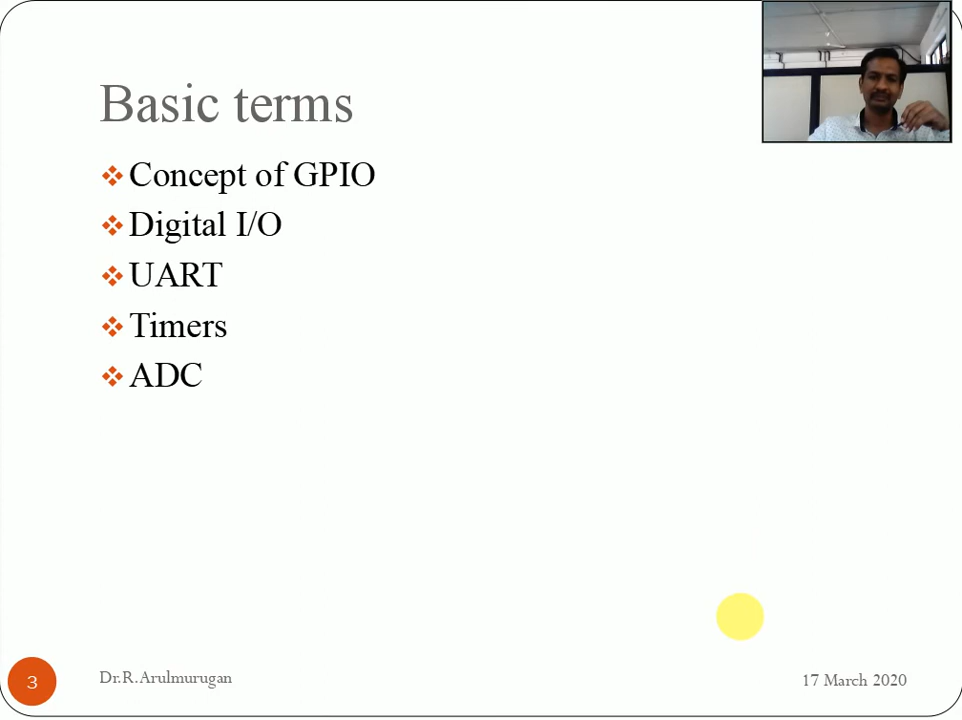 Basic terms
Concept of GPIO
Digital I/O
UART
Timers
ADC
3
Dr.R.Arulmurugan
17 March 2020